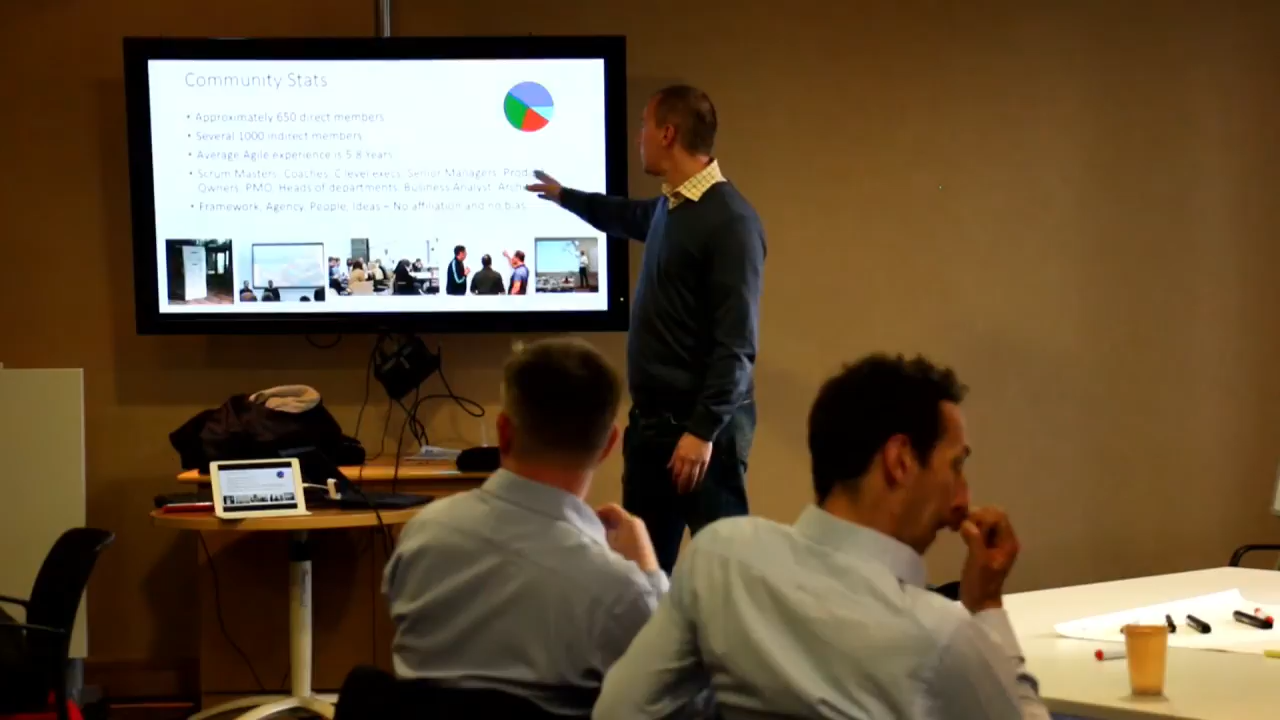 Community Stats
• Approximately 650 direct members
• Several 1000 indirect members
• Average Agile experience is 5.8 Years
• Scrum Masters, Coaches, C level execs, Senior Managers, Prod
Owners, PMO, Heads of departments, Business Analyst, Arch
• Framework, Agency, People, Ideas – No affiliation and no bias